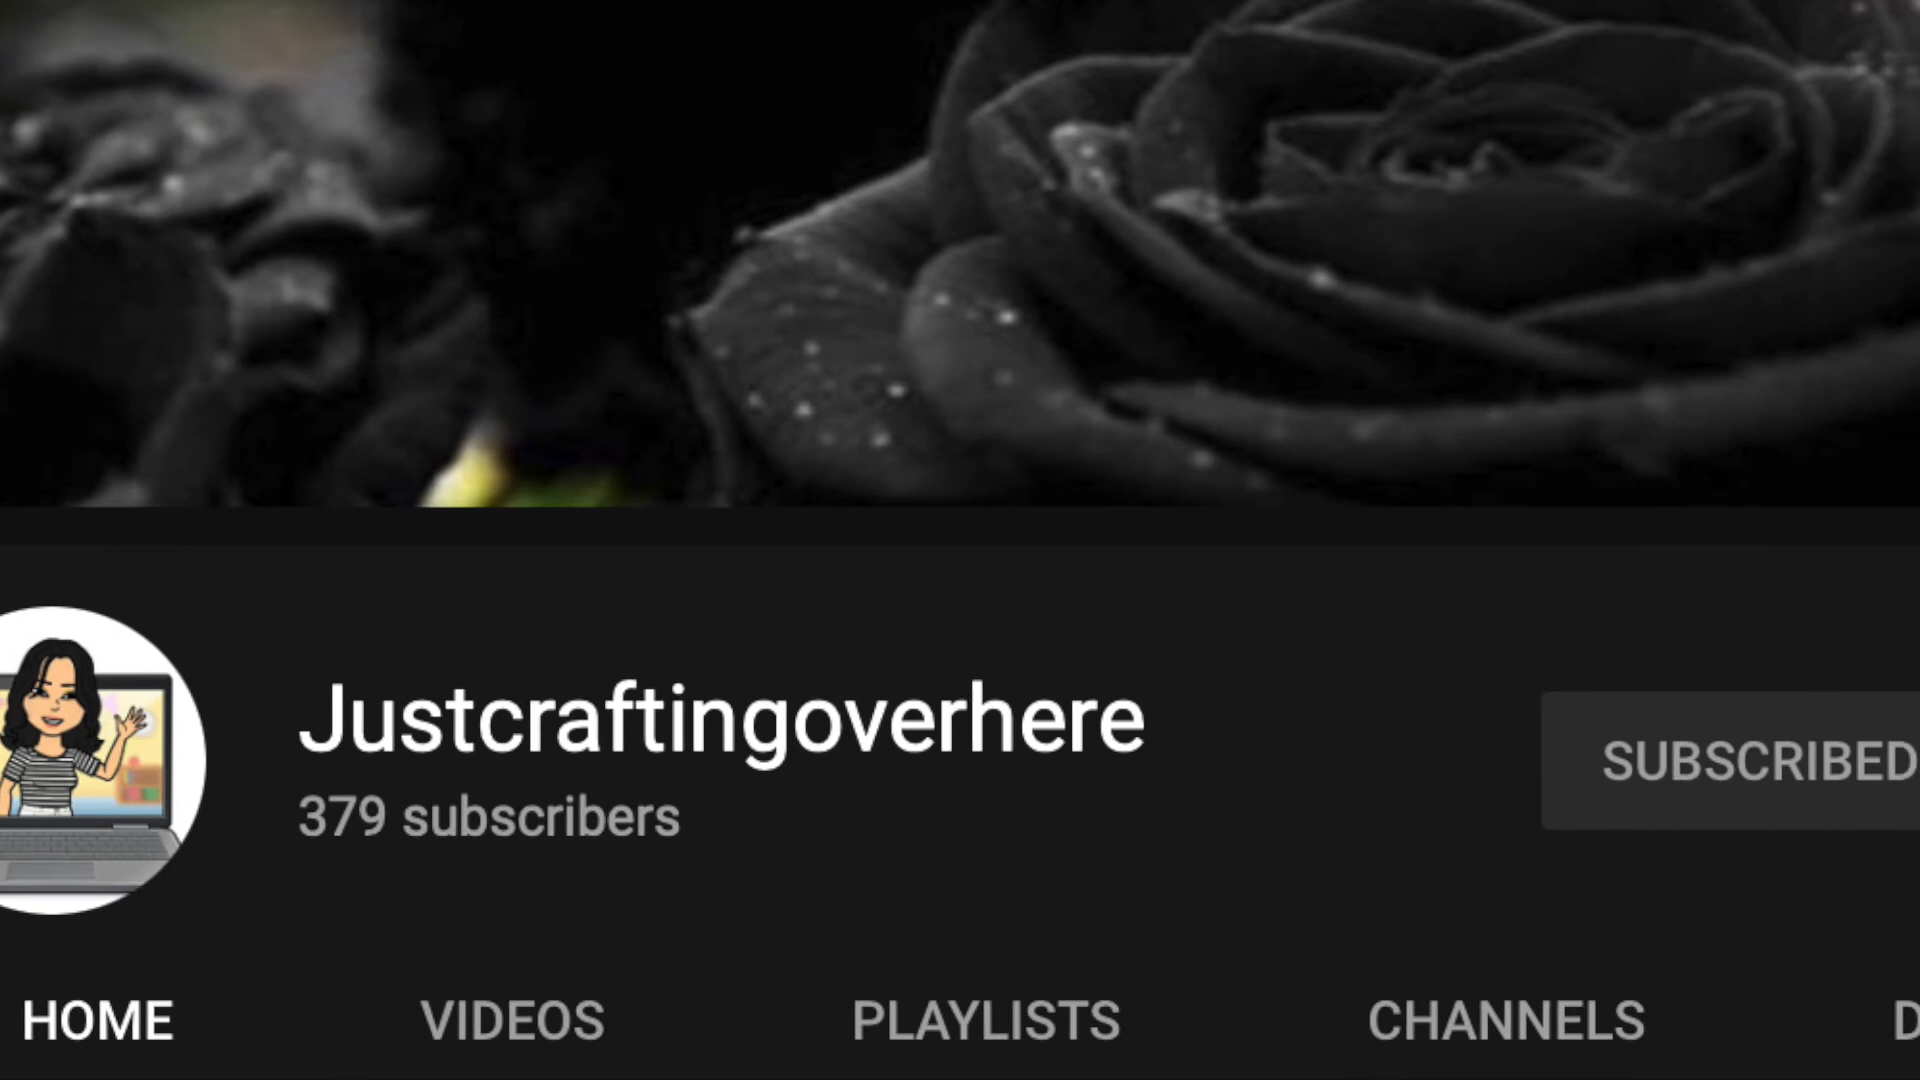 Justcraftingoverhere
379 subscribers
SUBSCRIBED
HOME
VIDEOS
PLAYLISTS
CHANNELS
D